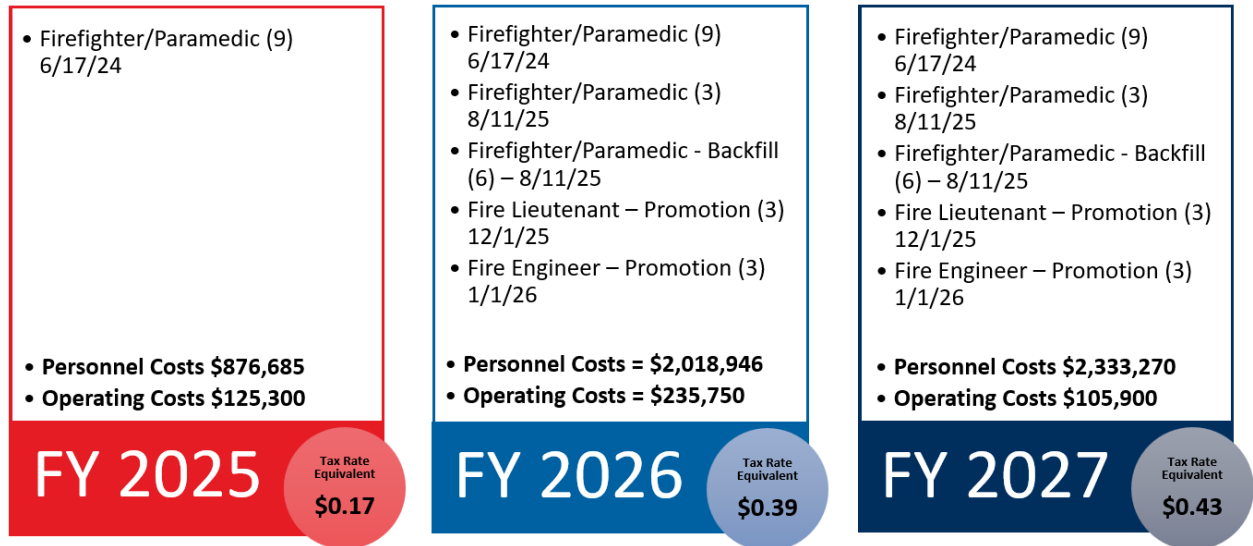 • Firefighter/Paramedic (9)
6/17/24
• Personnel Costs $876,685
• Operating Costs $125,300
FY 2025
Tax Rate
Equivalent
$0.17
• Firefighter/Paramedic (9)
6/17/24
• Firefighter/Paramedic (3)
8/11/25
• Firefighter/Paramedic - Backfill
(6) – 8/11/25
• Fire Lieutenant – Promotion (3)
12/1/25
• Fire Engineer – Promotion (3)
1/1/26
• Personnel Costs = $2,018,946
• Operating Costs = $235,750
FY 2026
Tax Rate
Equivalent
$0.39
• Firefighter/Paramedic (9)
6/17/24
• Firefighter/Paramedic (3)
8/11/25
• Firefighter/Paramedic - Backfill
(6) – 8/11/25
• Fire Lieutenant – Promotion (3)
12/1/25
• Fire Engineer – Promotion (3)
1/1/26
• Personnel Costs $2,333,270
• Operating Costs $105,900
FY 2027
Tax Rate
Equivalent
$0.43